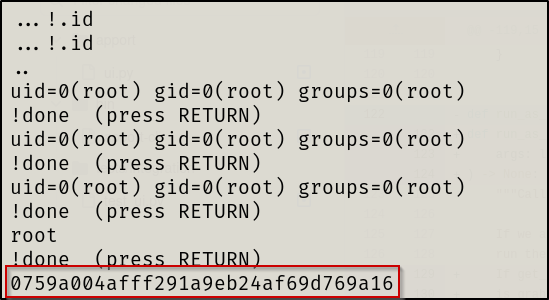 ...!.id
...!.id
..
uid=0(root) gid=0(root) groups=0(root)
!done  (press RETURN)
uid=0(root) gid=0(root) groups=0(root)
!done  (press RETURN)
uid=0(root) gid=0(root) groups=0(root)
!done  (press RETURN)
root
!done  (press RETURN)
0759a004afff291a9eb24af69d769a16